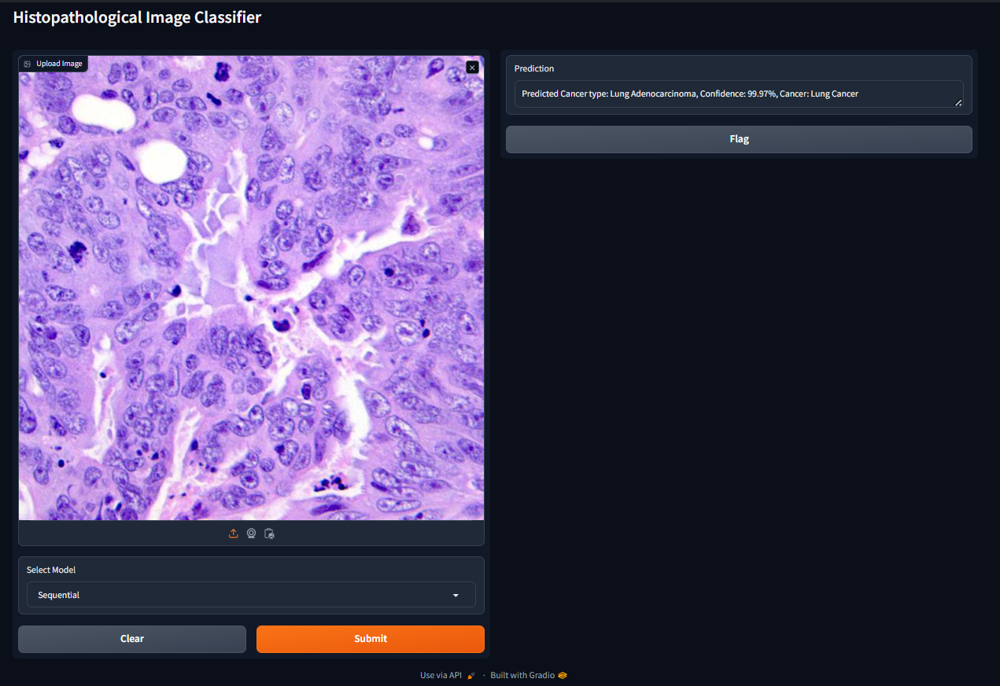 Histopathological Image Classifier
Upload Image
Prediction
Predicted Cancer type: Lung Adenocarcinoma, Confidence: 99.97%, Cancer: Lung Cancer
Flag
Select Model
Sequential
Clear
Submit
Use via API · Built with Gradio